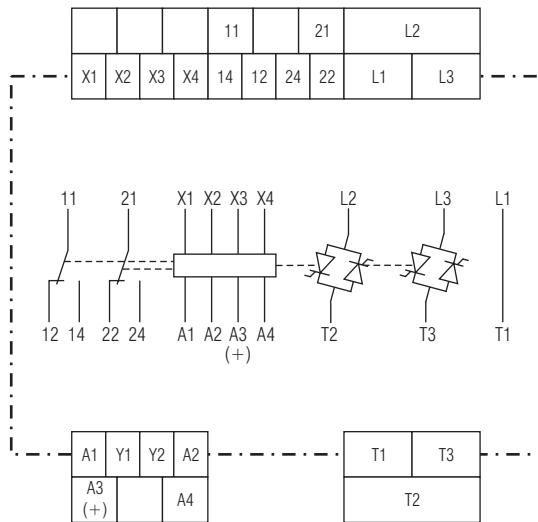 11 21 L2
X1 X2 X3 X4 14 12 24 22 L1 L3
11 21 X1 X2 X3 X4 L2 L3 L1
12 14 22 24 A1 A2 A3 A4 T2 T3 T1
(+)
A1 Y1 Y2 A2 T1 T3
A3 A4 T2
(+)